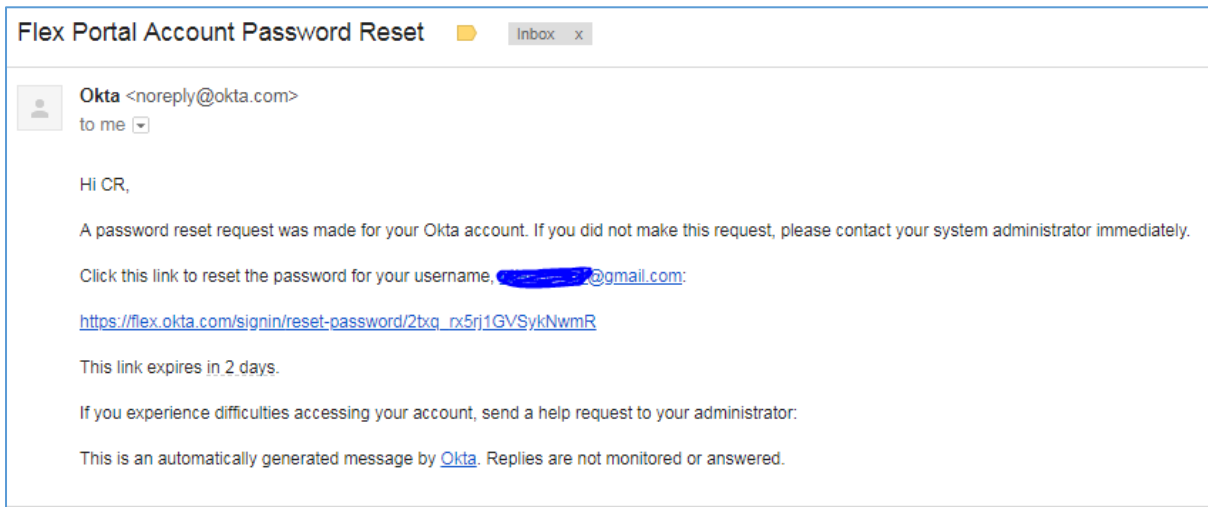 Flex Portal Account Password Reset Inbox x
Okta <noreply@okta.com>
to me
Hi CR,
A password reset request was made for your Okta account. If you did not make this request, please contact your system administrator immediately.
Click this link to reset the password for your username, @gmail.com:
https://flex.okta.com/signin/reset-password/2txq_rx5rj1GVSykNwmR
This link expires in 2 days.
If you experience difficulties accessing your account, send a help request to your administrator:
This is an automatically generated message by Okta. Replies are not monitored or answered.